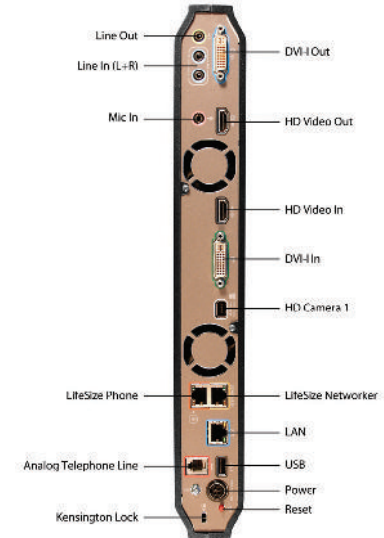 Line Out
DVI-I Out
Line In (L+R)
Mic In
HD Video Out
HD Video In
DVI-I In
HD Camera 1
LifeSize Phone
LifeSize Networker
LAN
Analog Telephone Line
USB
Power
Reset
Kensington Lock